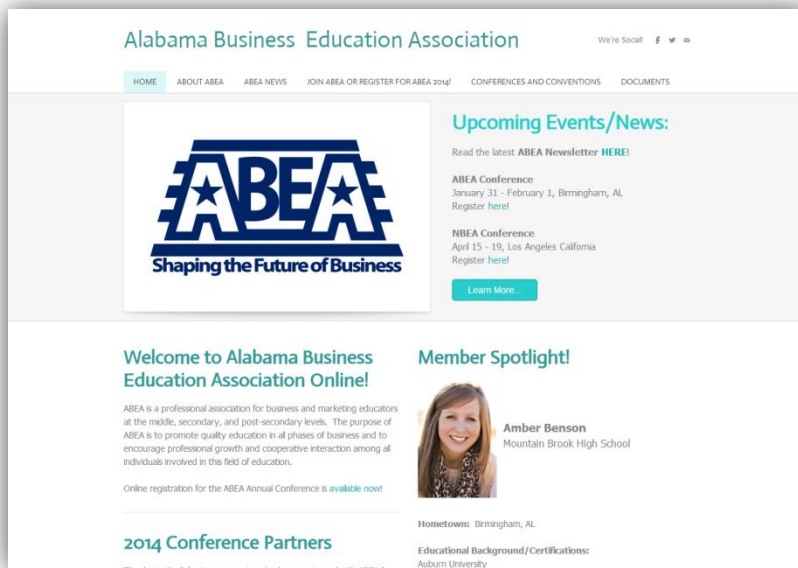 Alabama Business Education Association
We're Social!
HOME ABOUT ABEA ABEA NEWS JOIN ABEA OR REGISTER FOR ABEA 2014! CONFERENCES AND CONVENTIONS DOCUMENTS
ABEA
Shaping the Future of Business
Upcoming Events/News:
Read the latest ABEA Newsletter HERE!
ABEA Conference
January 31 - February 1, Birmingham, AL
Register here!
NBEA Conference
April 15 - 19, Los Angeles California
Register here!
Learn More...
Welcome to Alabama Business
Education Association Online!
ABEA is a professional association for business and marketing educators
at the middle, secondary, and post-secondary levels. The purpose of
ABEA is to promote quality education in all phases of business and to
encourage professional growth and cooperative interaction among all
individuals involved in this field of education.
Online registration for the ABEA Annual Conference is available now!
2014 Conference Partners
Member Spotlight!
Amber Benson
Mountain Brook High School
Hometown: Birmingham, AL
Educational Background/Certifications:
Auburn University